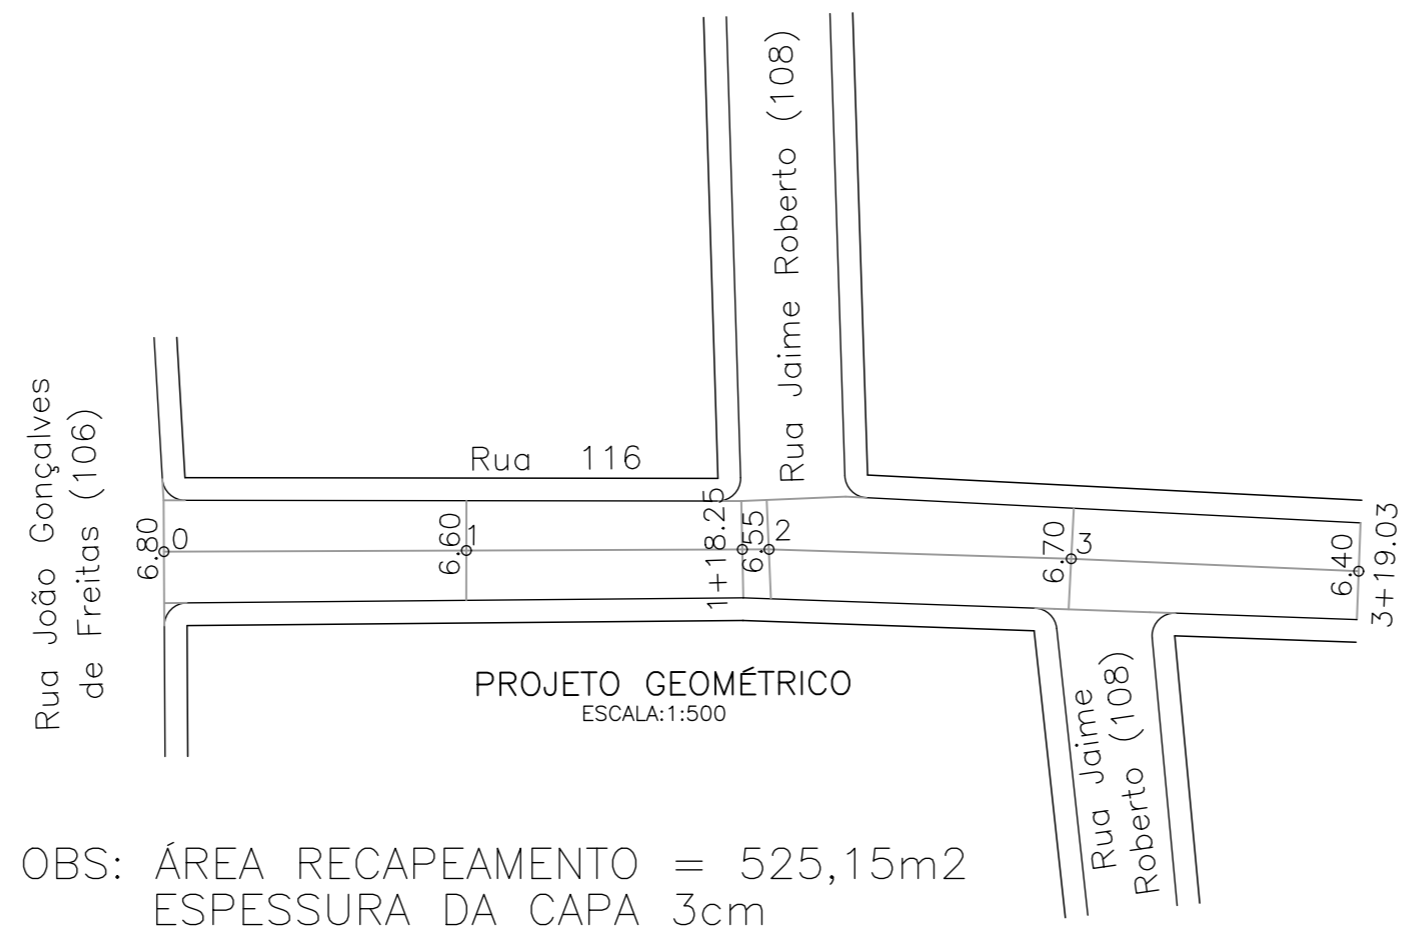 Rua Jaime Roberto (108)
Rua João Gonçalves
de Freitas (106)
Rua 116
6.80
0
6.60
1
1+18.25
6.55
2
6.70
3
6.40
3+19.03
PROJETO GEOMÉTRICO
ESCALA:1:500
Rua Jaime
Roberto (108)
OBS: ÁREA RECAPEAMENTO = 525,15m2
ESPESSURA DA CAPA 3cm